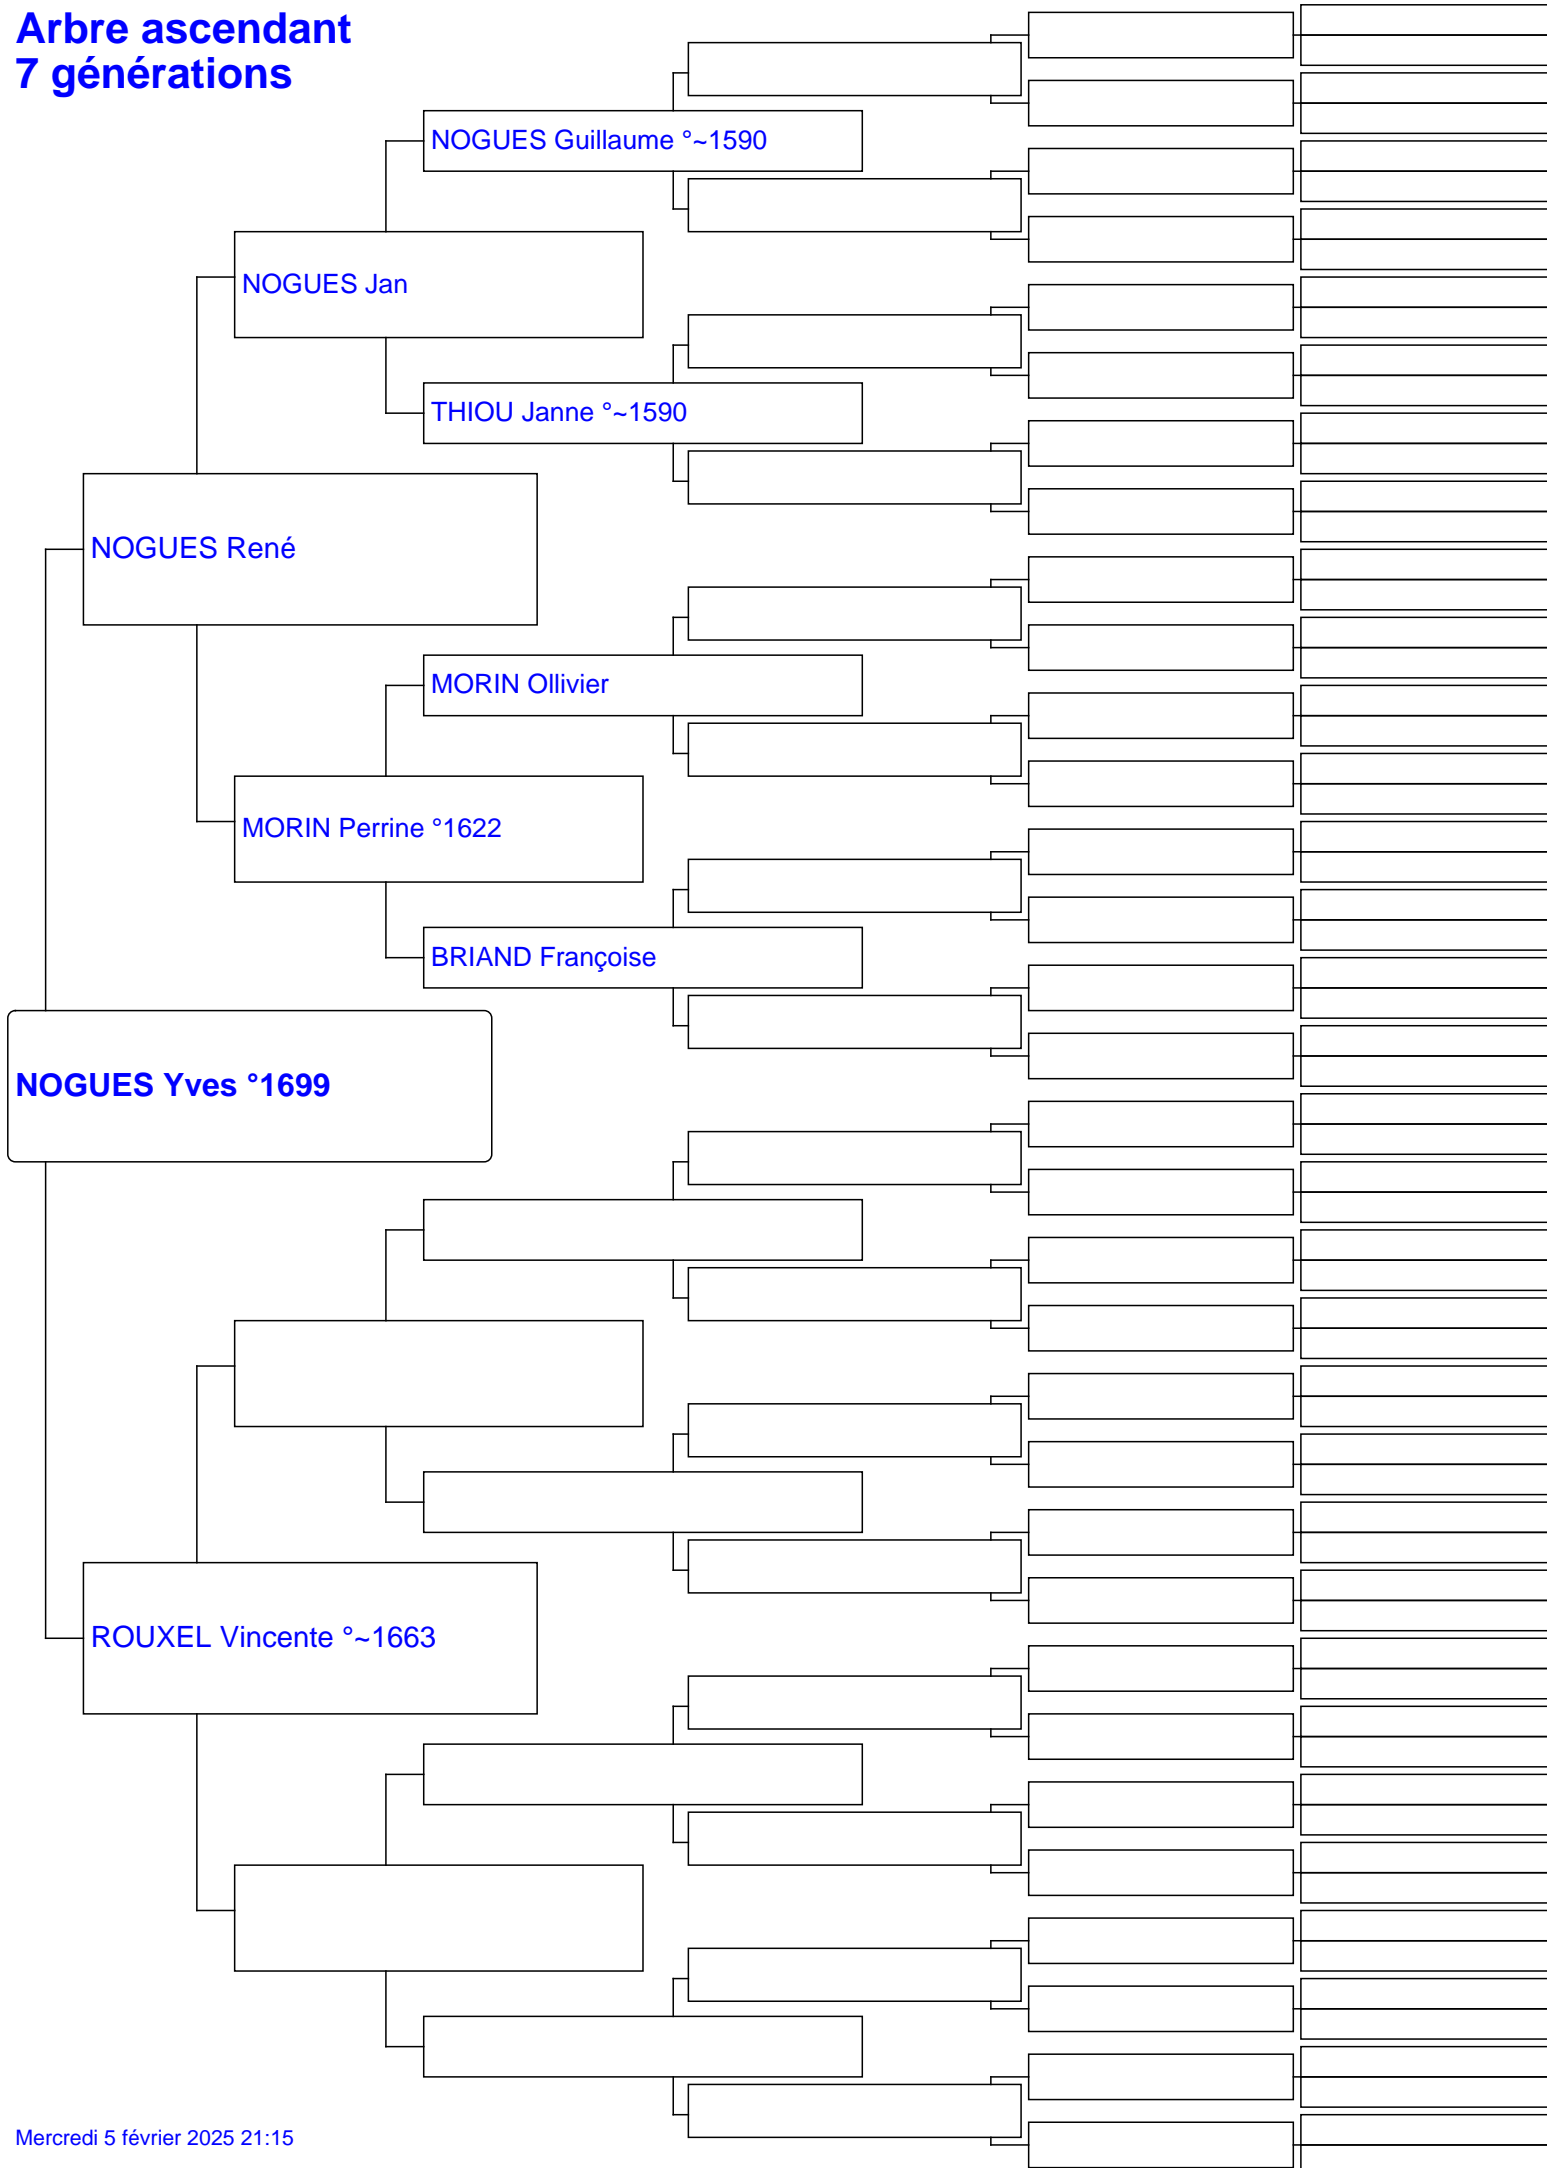 Arbre ascendant
7 générations
NOGUES Guillaume °~1590
NOGUES Jan
THIOU Janne °~1590
NOGUES René
MORIN Ollivier
MORIN Perrine °1622
BRIAND Françoise
NOGUES Yves °1699
ROUXEL Vincente °~1663
Mercredi 5 février 2025 21:15